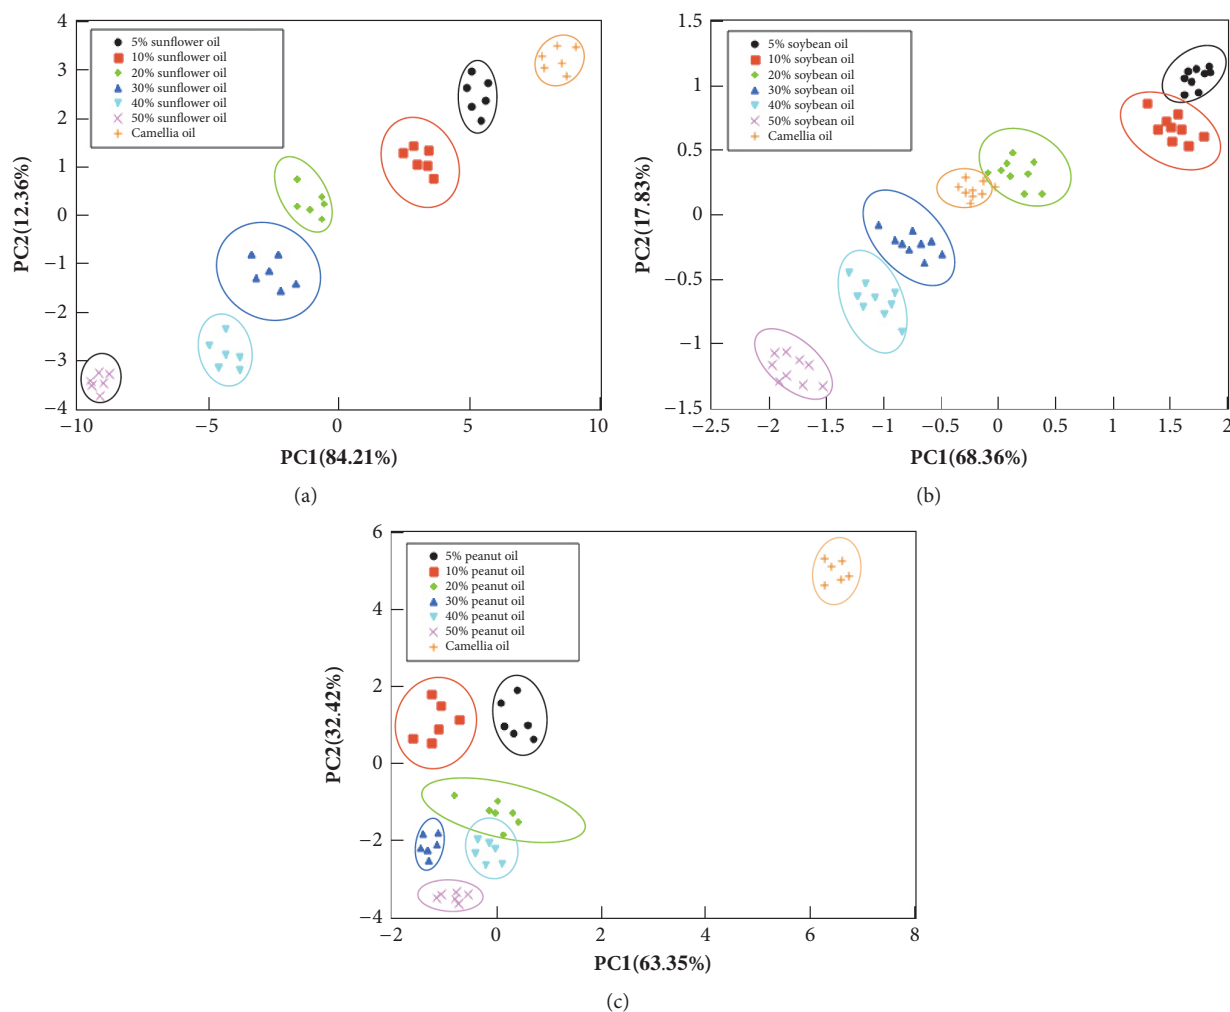 4
3
2
1
0
−1
−2
−3
−4
PC2(12.36%)
5% sunflower oil
10% sunflower oil
20% sunflower oil
30% sunflower oil
40% sunflower oil
50% sunflower oil
Camellia oil
−10
−5
0
5
10
PC1(84.21%)
(a)
1.5
1
0.5
0
−0.5
−1
−1.5
PC2(17.83%)
5% soybean oil
10% soybean oil
20% soybean oil
30% soybean oil
40% soybean oil
50% soybean oil
Camellia oil
−2.5
−2
−1.5
−1
−0.5
0
0.5
1
1.5
2
PC1(68.36%)
(b)
6
4
2
0
−2
−4
PC2(32.42%)
5% peanut oil
10% peanut oil
20% peanut oil
30% peanut oil
40% peanut oil
50% peanut oil
Camellia oil
−2
0
2
4
6
8
PC1(63.35%)
(c)